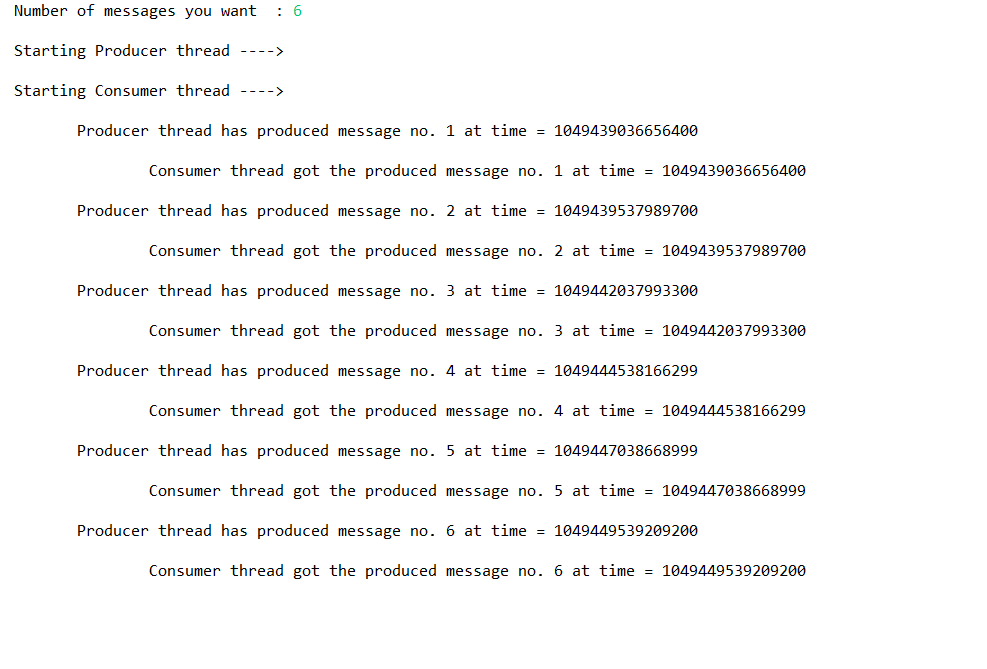 Number of messages you want  : 6
Starting Producer thread ---->
Starting Consumer thread ---->
Producer thread has produced message no. 1 at time = 1049439036656400
Consumer thread got the produced message no. 1 at time = 1049439036656400
Producer thread has produced message no. 2 at time = 1049439537989700
Consumer thread got the produced message no. 2 at time = 1049439537989700
Producer thread has produced message no. 3 at time = 1049442037993300
Consumer thread got the produced message no. 3 at time = 1049442037993300
Producer thread has produced message no. 4 at time = 1049444538166299
Consumer thread got the produced message no. 4 at time = 1049444538166299
Producer thread has produced message no. 5 at time = 1049447038668999
Consumer thread got the produced message no. 5 at time = 1049447038668999
Producer thread has produced message no. 6 at time = 1049449539209200
Consumer thread got the produced message no. 6 at time = 1049449539209200